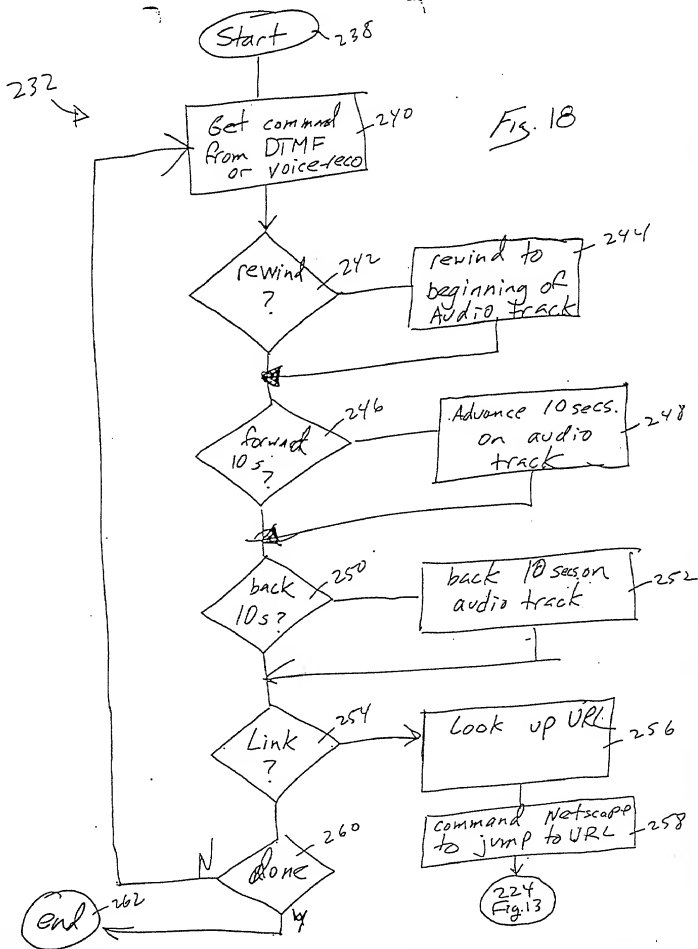 Start
238
232
Get command
from DTMF
or voice-reco
240
Fig. 18
rewind
?
242
rewind to
beginning of
Audio track
244
forward
10 s
?
246
Advance 10 secs.
on audio
track
248
back
10s?
250
back 10 secs on
audio track
252
Link
?
254
Look up URL
256
command Netscape
to jump to URL
258
224
Fig. 13
done
260
N
y
end
262